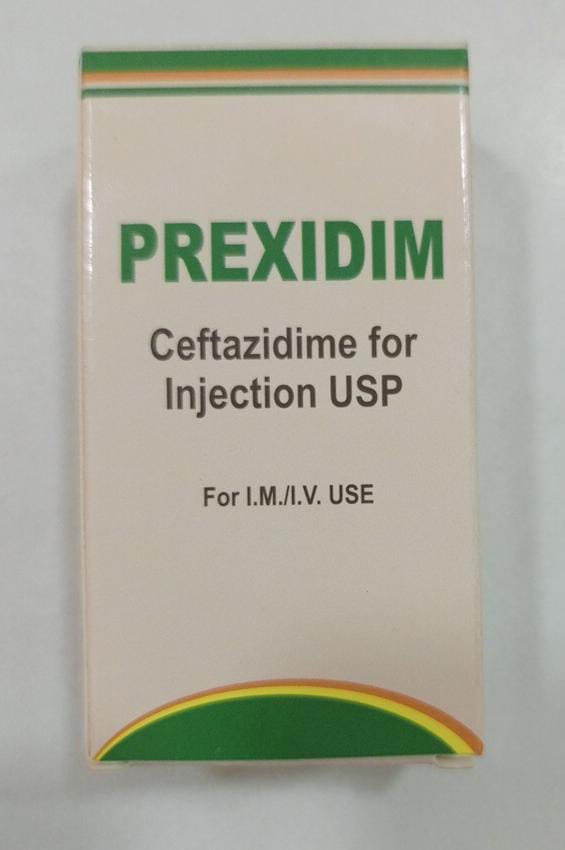 PREXIDIM
Ceftazidime for
Injection USP
For I.M./I.V. USE